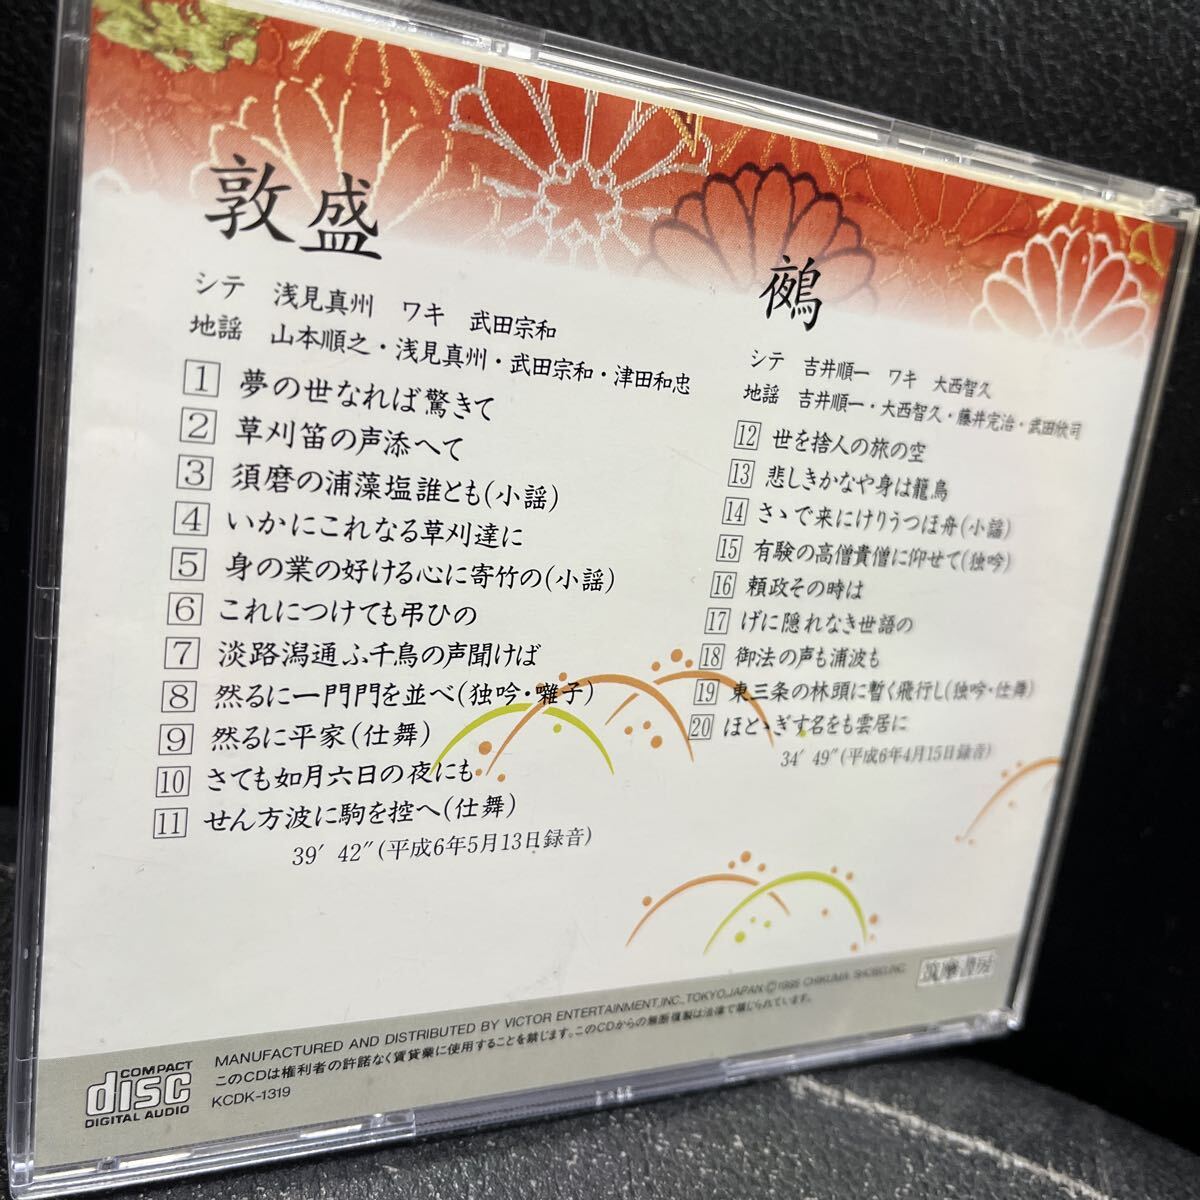 敦盛
シテ 浅見真州 ワキ 武田宗和
地謡 山本順之・浅見真州・武田宗和・津田和忠
1 夢の世なれば驚きて
2 草刈笛の声添へて
3 須磨の浦藻塩誰とも(小謡)
4 いかにこれなる草刈達に
5 身の業の好ける心に寄竹の(小謡)
6 これにつけても弔ひの
7 淡路潟通ふ千鳥の声聞けば
8 然るに一門門を並べ(独吟・囃子)
9 然るに平家(仕舞)
10 さても如月六日の夜にも
11 せん方波に駒を控へ(仕舞)
39′42″(平成6年5月13日録音)
鵺
シテ 吉井順一 ワキ 大西智久
地謡 吉井順一・大西智久・藤井完治・武田欣司
12 世を捨人の旅の空
13 悲しきかなや身は籠鳥
14 さゝで来にけりうつほ舟(小謡)
15 有験の高僧貴僧に仰せて(独吟)
16 頼政その時は
17 げに隠れなき世語の
18 御法の声も浦波も
19 東三条の林頭に暫く飛行し(独吟・仕舞)
20 ほとゝぎす名をも雲居に
34′49″(平成6年4月15日録音)
COMPACT
disc
DIGITAL AUDIO
MANUFACTURED AND DISTRIBUTED BY VICTOR ENTERTAINMENT, INC., TOKYO, JAPAN. ©1995 CHIKUMA SHOBO, INC.
このCDは権利者の許諾なく賃貸業に使用することを禁じます。このCDからの無断複製は法律で禁じられています。
KCDK-1319
筑摩書房